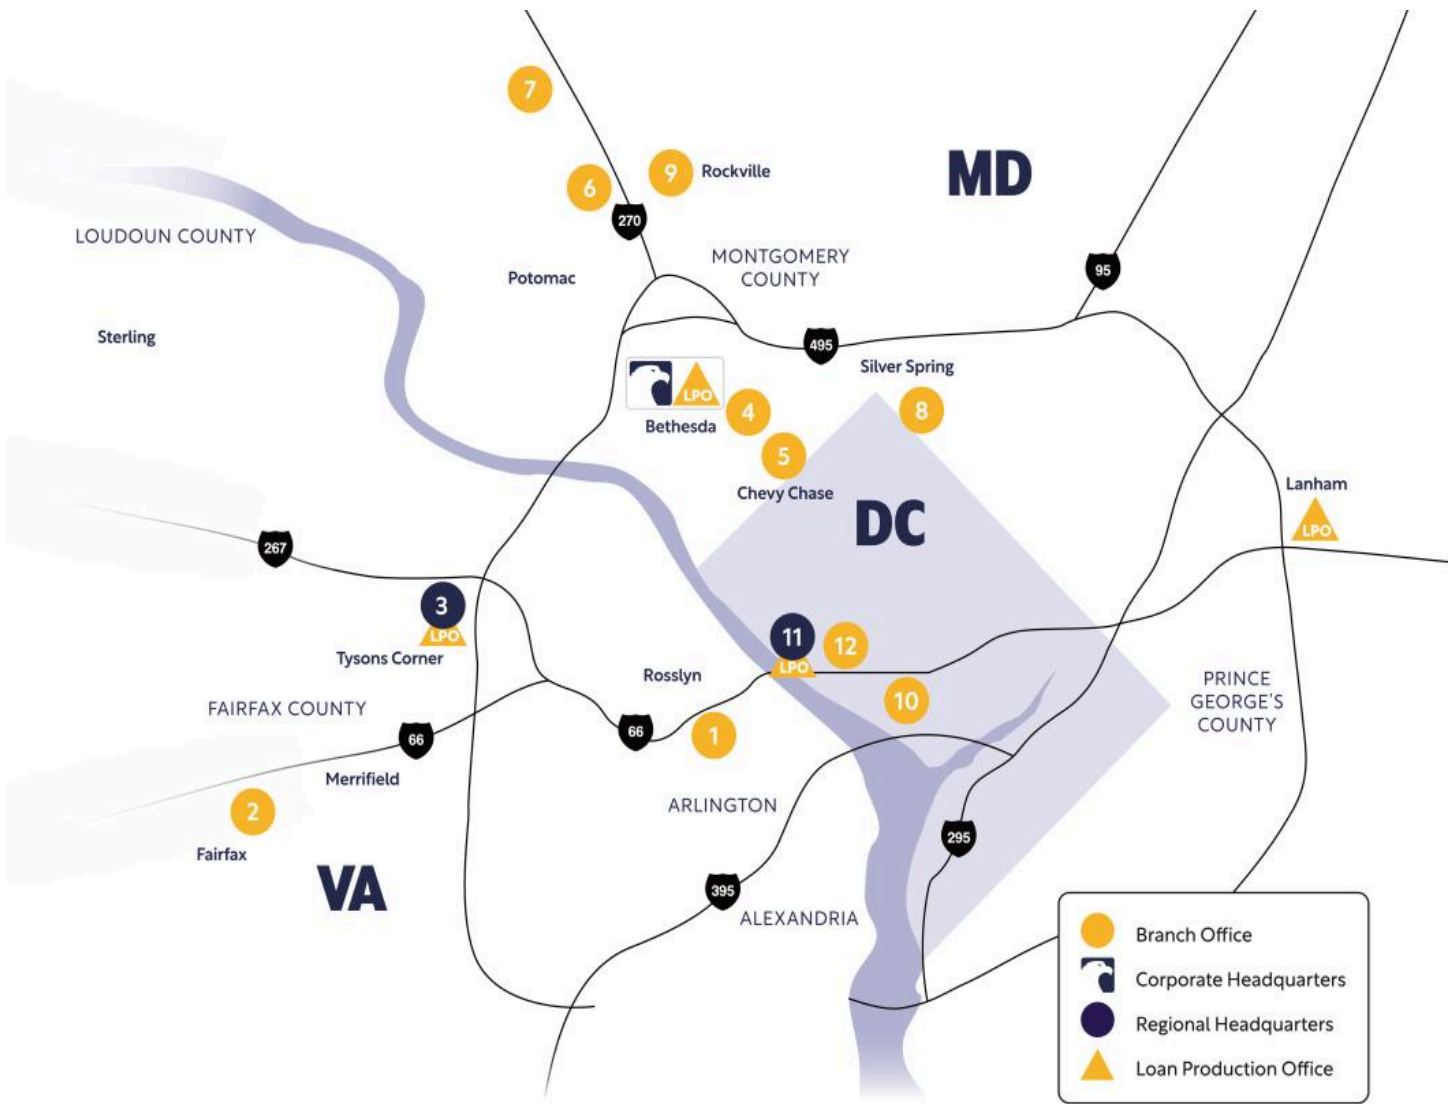 7
MD
9
Rockville
6
270
LOUDOUN COUNTY
MONTGOMERY
COUNTY
95
Potomac
Sterling
495
Silver Spring
LPO
4
8
Bethesda
5
Chevy Chase
Lanham
LPO
DC
267
3
LPO
Tysons Corner
11
LPO
12
Rosslyn
10
PRINCE
GEORGE'S
COUNTY
FAIRFAX COUNTY
66
66
1
Merrifield
ARLINGTON
2
Fairfax
295
VA
395
ALEXANDRIA
Branch Office
Corporate Headquarters
Regional Headquarters
Loan Production Office